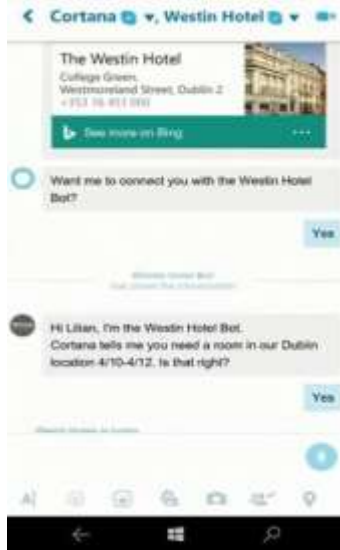 Cortana ▾, Westin Hotel ▾
The Westin Hotel
College Green,
Westmoreland Street, Dublin 2
See more on Bing
Want me to connect you with the Westin Hotel
Bot?
Yes
Hi Lilian, I'm the Westin Hotel Bot.
Cortana tells me you need a room in our Dublin
location 4/10-4/12. Is that right?
Yes